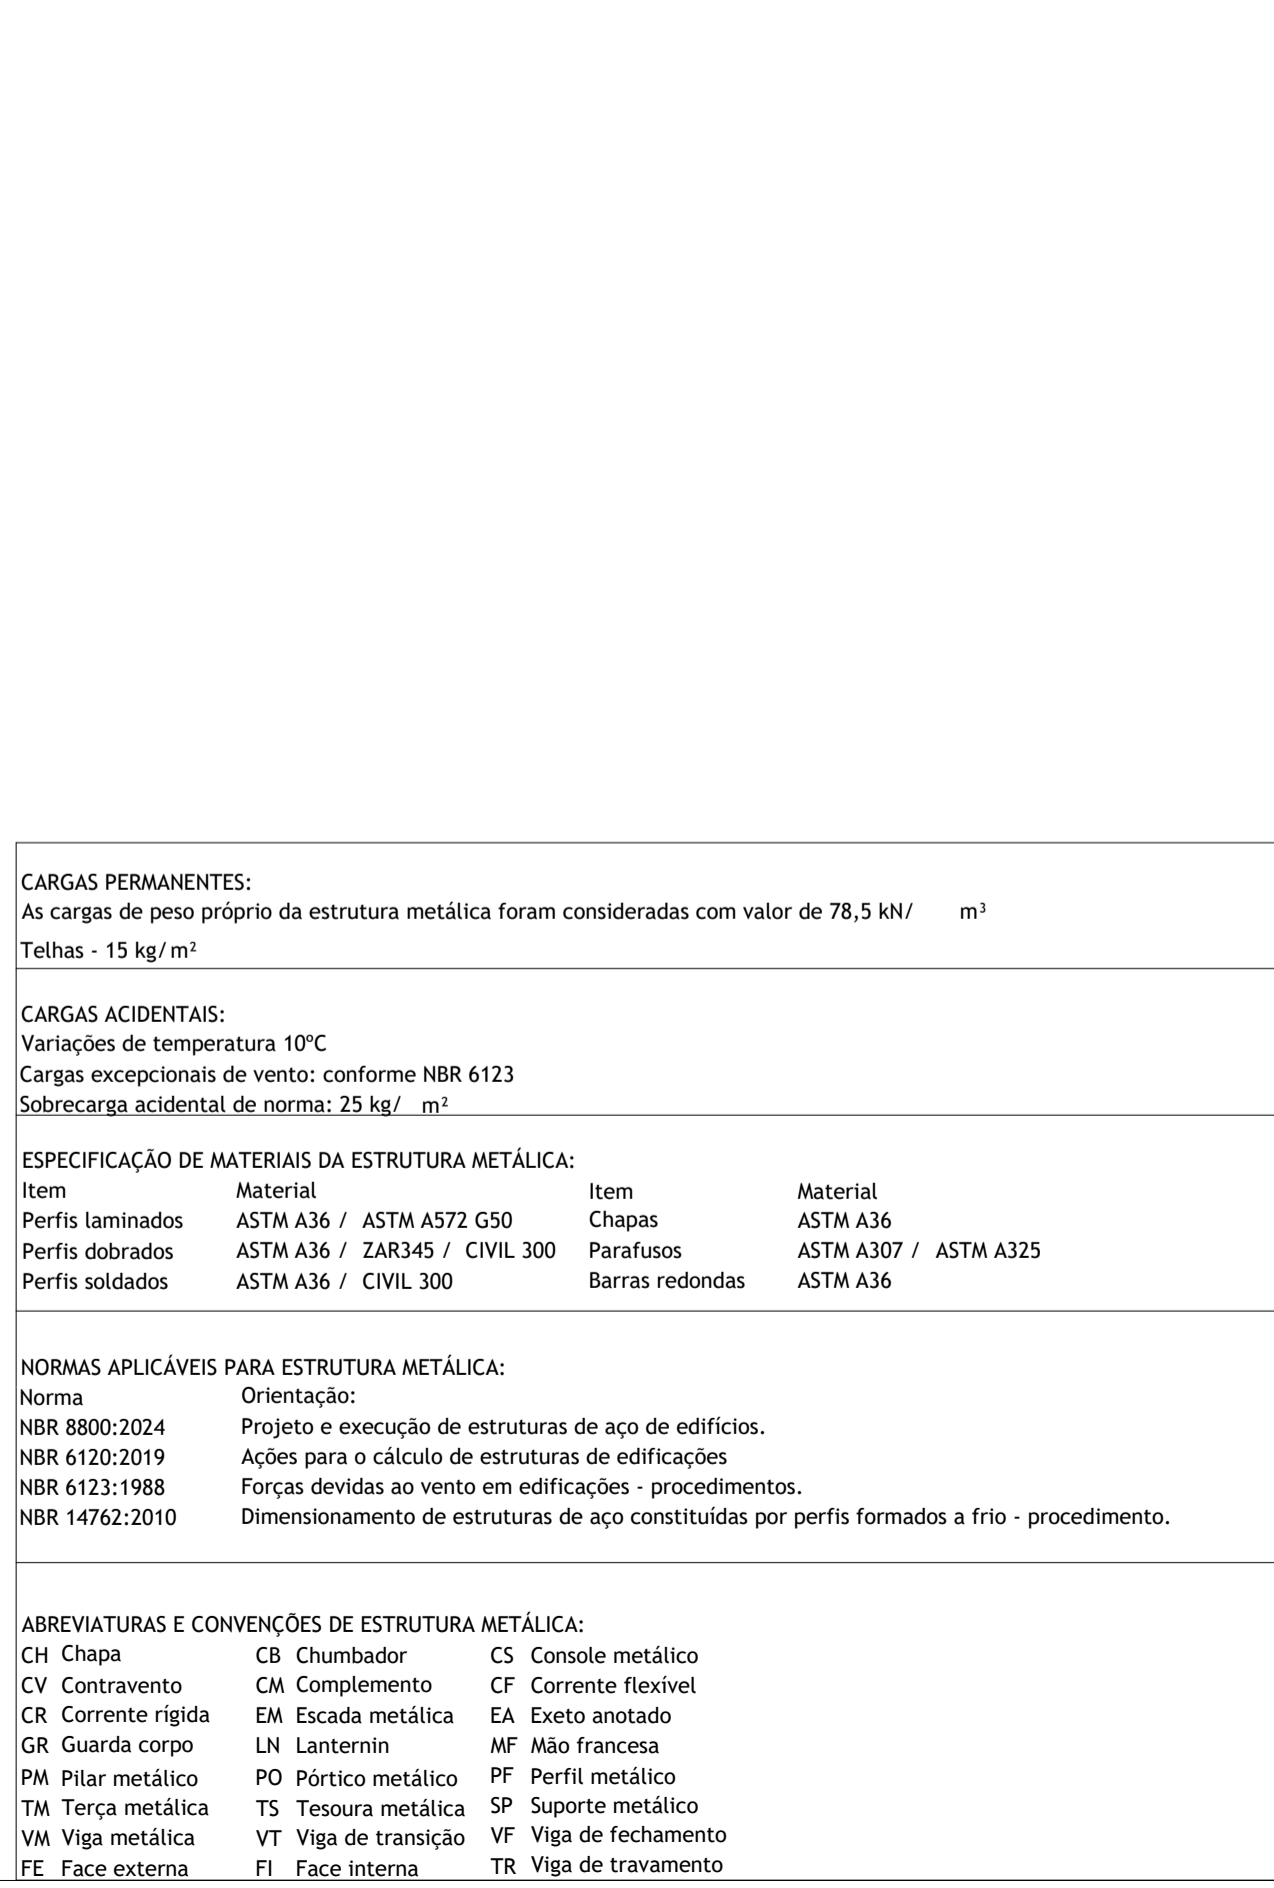 CARGAS PERMANENTES:
As cargas de peso próprio da estrutura metálica foram consideradas com valor de 78,5 kN/ m³
Telhas - 15 kg/m²
CARGAS ACIDENTAIS:
Variações de temperatura 10ºC
Cargas excepcionais de vento: conforme NBR 6123
Sobrecarga acidental de norma: 25 kg/ m²
ESPECIFICAÇÃO DE MATERIAIS DA ESTRUTURA METÁLICA:
Item Material Item Material
Perfis laminados ASTM A36 / ASTM A572 G50 Chapas ASTM A36
Perfis dobrados ASTM A36 / ZAR345 / CIVIL 300 Parafusos ASTM A307 / ASTM A325
Perfis soldados ASTM A36 / CIVIL 300 Barras redondas ASTM A36
NORMAS APLICÁVEIS PARA ESTRUTURA METÁLICA:
Norma Orientação:
NBR 8800:2024 Projeto e execução de estruturas de aço de edifícios.
NBR 6120:2019 Ações para o cálculo de estruturas de edificações
NBR 6123:1988 Forças devidas ao vento em edificações - procedimentos.
NBR 14762:2010 Dimensionamento de estruturas de aço constituídas por perfis formados a frio - procedimento.
ABREVIATURAS E CONVENÇÕES DE ESTRUTURA METÁLICA:
CH Chapa CB Chumbador CS Console metálico
CV Contravento CM Complemento CF Corrente flexível
CR Corrente rígida EM Escada metálica EA Exeto anotado
GR Guarda corpo LN Lanternin MF Mão francesa
PM Pilar metálico PO Pórtico metálico PF Perfil metálico
TM Terça metálica TS Tesoura metálica SP Suporte metálico
VM Viga metálica VT Viga de transição VF Viga de fechamento
FE Face externa FI Face interna TR Viga de travamento